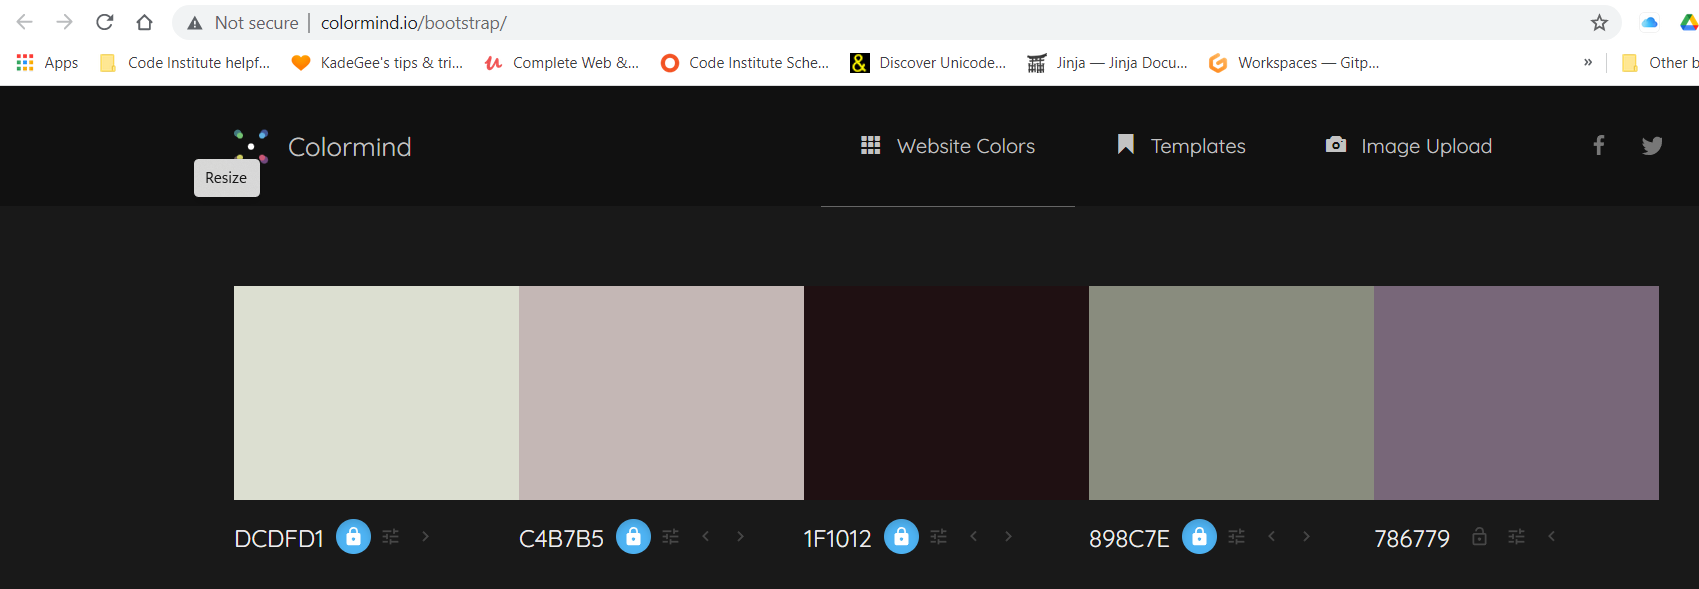 Not secure | colormind.io/bootstrap/
Apps Code Institute helpf... KadeGee's tips & tri... Complete Web &... Code Institute Sche... & Discover Unicode... Jinja — Jinja Docu... Workspaces — Gitp... » Other b
Colormind Website Colors Templates Image Upload
Resize
DCDFD1 C4B7B5 1F1012 898C7E 786779